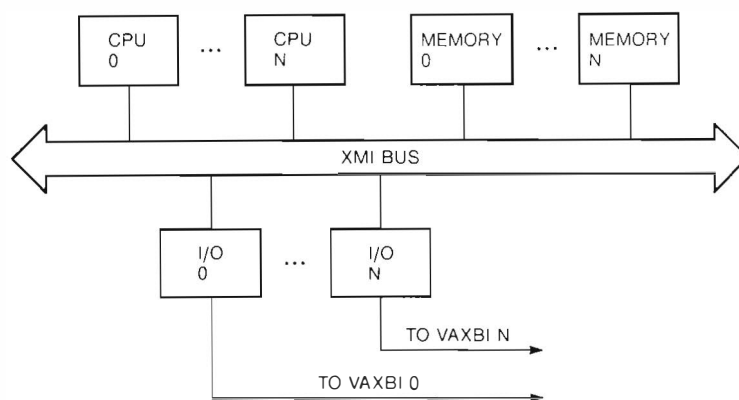 CPU
0
...
CPU
N
MEMORY
0
...
MEMORY
N
XMI BUS
I/O
0
...
I/O
N
TO VAXBI N
TO VAXBI 0